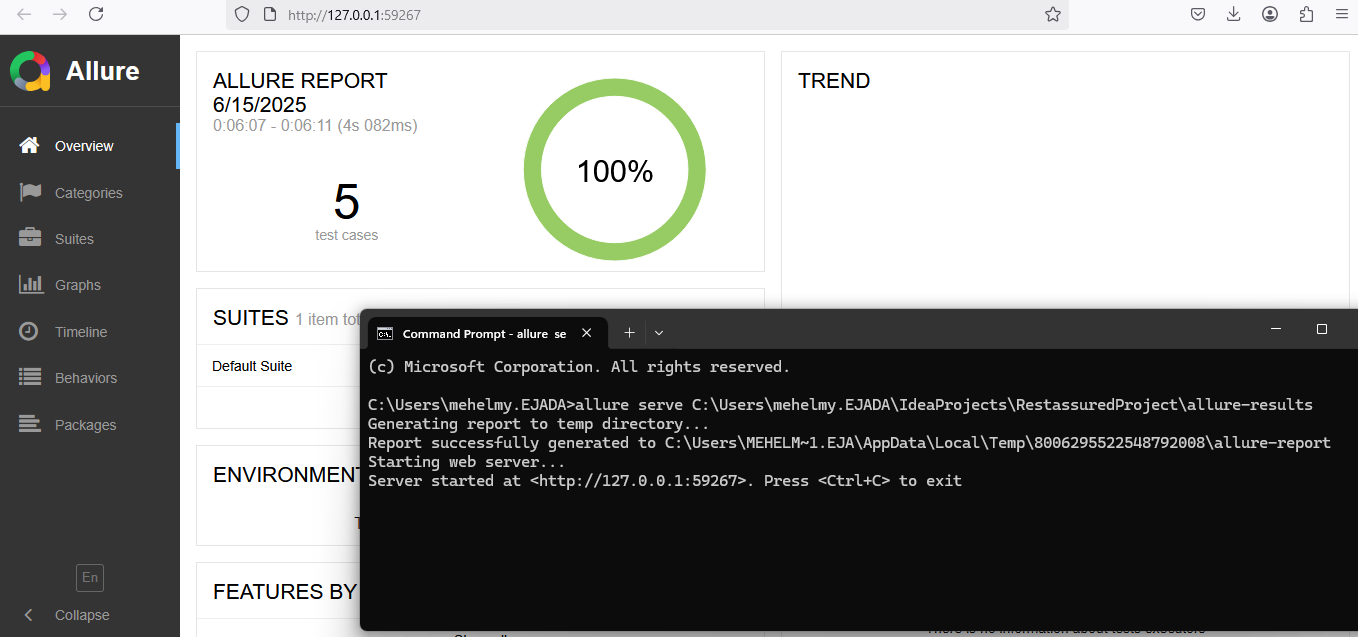 http://127.0.0.1:59267
Allure
Overview
Categories
Suites
Graphs
Timeline
Behaviors
Packages
En
Collapse
ALLURE REPORT
6/15/2025
0:06:07 - 0:06:11 (4s 082ms)
5
test cases
100%
TREND
SUITES 1 item tot
Default Suite
ENVIRONMENT
FEATURES BY
Command Prompt - allure se
(c) Microsoft Corporation. All rights reserved.
C:\Users\mehelmy.EJADA>allure serve C:\Users\mehelmy.EJADA\IdeaProjects\RestassuredProject\allure-results
Generating report to temp directory...
Report successfully generated to C:\Users\MEHELM~1.EJA\AppData\Local\Temp\8006295522548792008\allure-report
Starting web server...
Server started at <http://127.0.0.1:59267>. Press <Ctrl+C> to exit